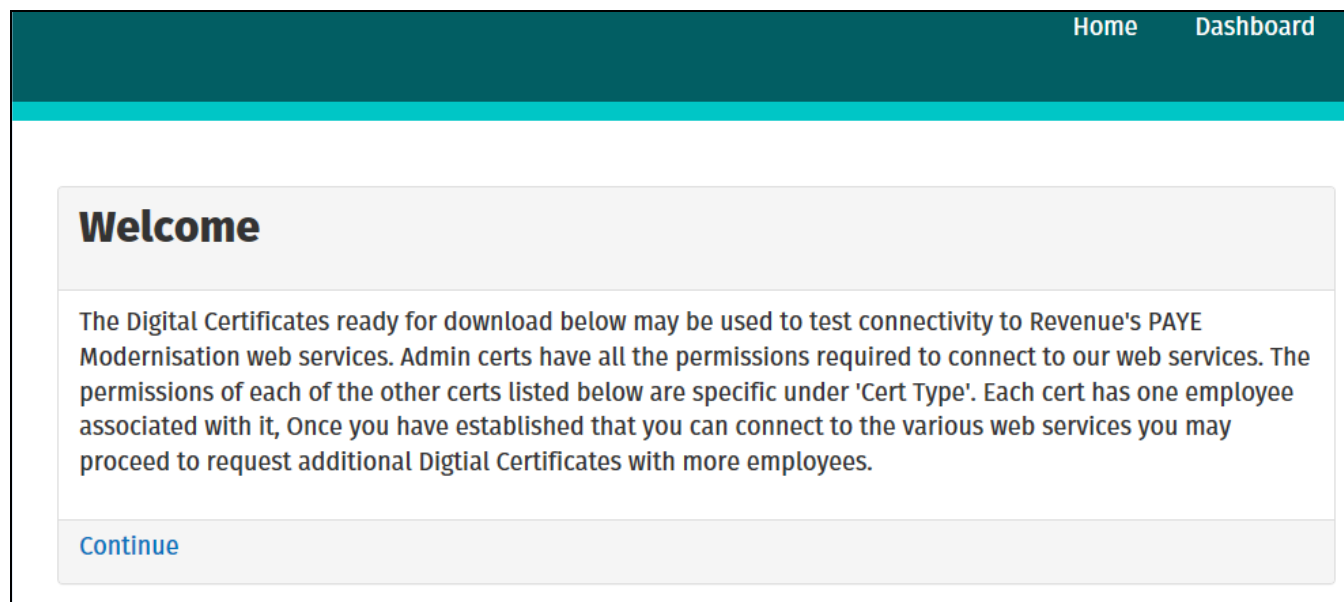 Home Dashboard
Welcome
The Digital Certificates ready for download below may be used to test connectivity to Revenue's PAYE
Modernisation web services. Admin certs have all the permissions required to connect to our web services. The
permissions of each of the other certs listed below are specific under 'Cert Type'. Each cert has one employee
associated with it, Once you have established that you can connect to the various web services you may
proceed to request additional Digtial Certificates with more employees.
Continue